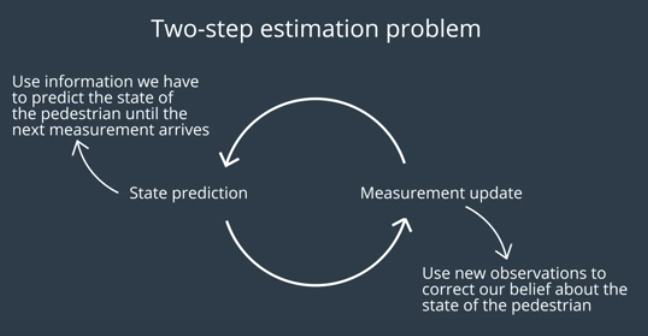 Two-step estimation problem
Use information we have
to predict the state of
the pedestrian until the
next measurement arrives
State prediction
Measurement update
Use new observations to
correct our belief about the
state of the pedestrian